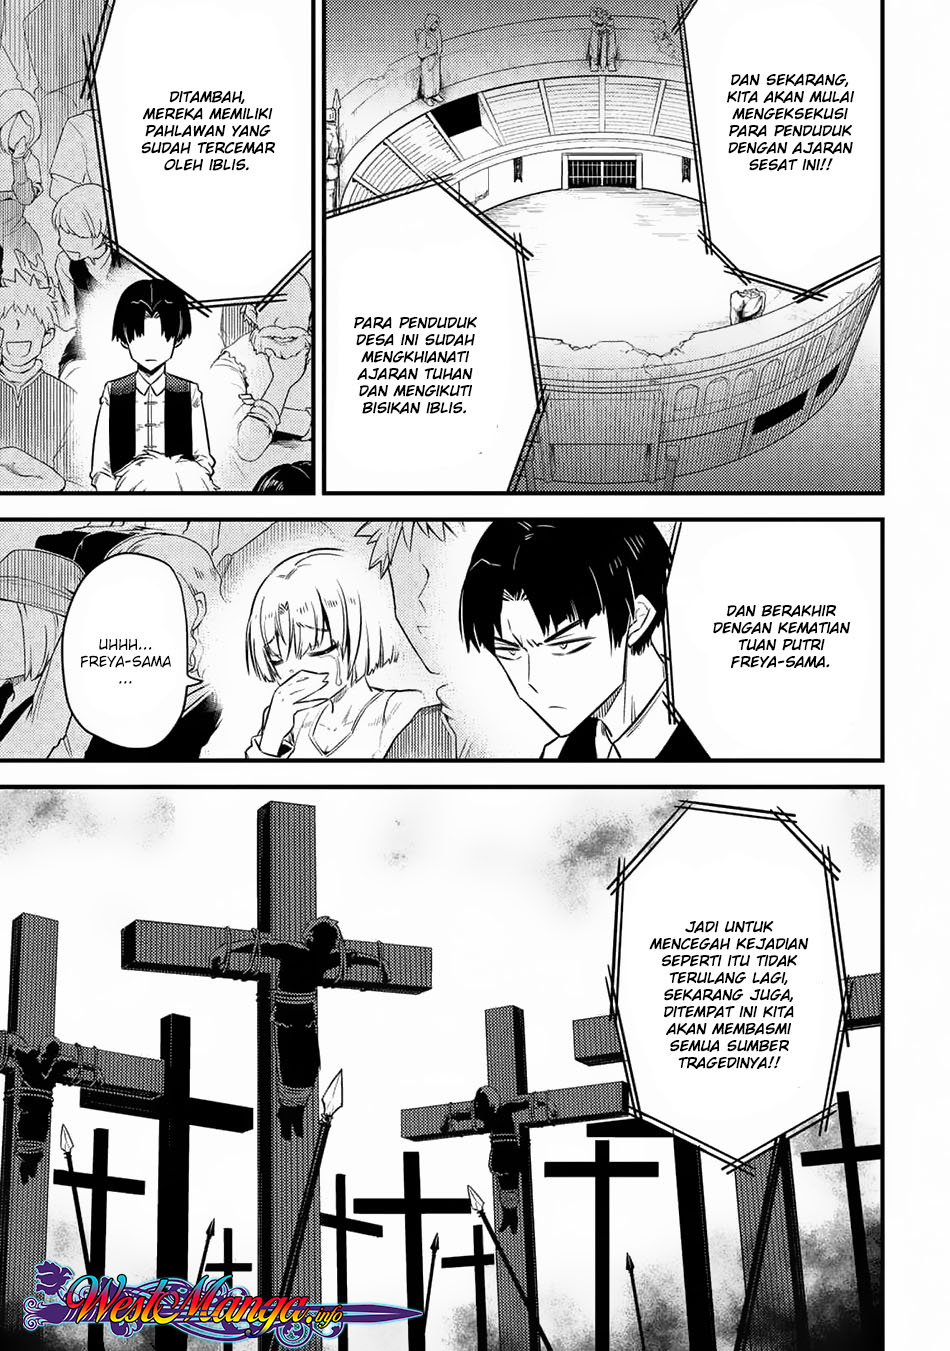 DAN SEKARANG,
KITA AKAN MULAI
MENGEKSEKUSI
PARA PENDUDUK
DENGAN AJARAN
SESAT INI!!
PARA PENDUDUK
DESA INI SUDAH
MENGKHIANATI
AJARAN TUHAN
DAN MENGIKUTI
BISIKAN IBLIS.
DITAMBAH,
MEREKA MEMILIKI
PAHLAWAN YANG
SUDAH TERCEMAR
OLEH IBLIS.
DAN BERAKHIR
DENGAN KEMATIAN
TUAN PUTRI
FREYA-SAMA.
UHHH...
FREYA-SAMA
...
JADI UNTUK
MENCEGAH KEJADIAN
SEPERTI ITU TIDAK
TERULANG LAGI,
SEKARANG JUGA,
DITEMPAT INI KITA
AKAN MEMBASMI
SEMUA SUMBER
TRAGEDINYA!!
WESTMANGA.info